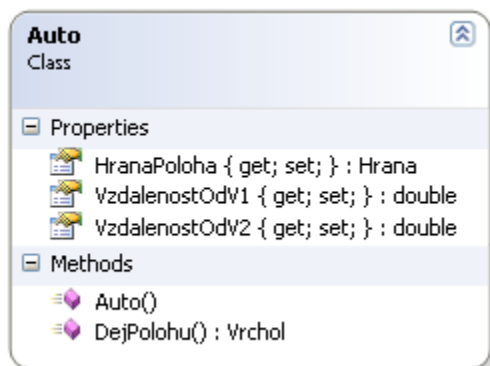 Auto
Class
Properties
HranaPoloha { get; set; } : Hrana
VzdalenostOdV1 { get; set; } : double
VzdalenostOdV2 { get; set; } : double
Methods
Auto()
DejPolohu() : Vrchol